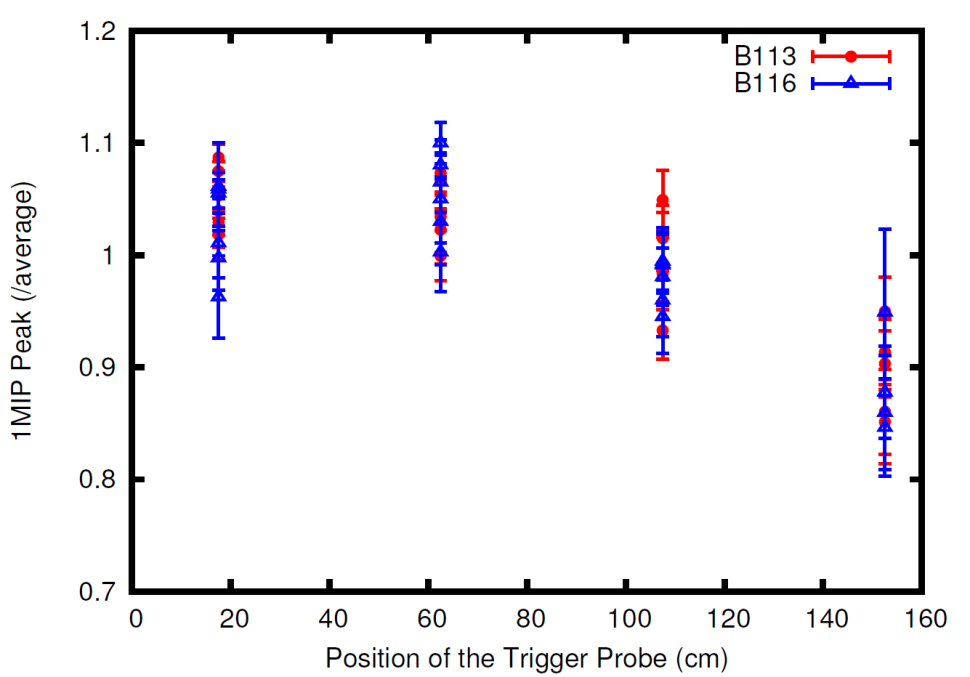 1.2
B113
B116
1.1
1
0.9
0.8
0.7
1MIP Peak (/average)
0 20 40 60 80 100 120 140 160
Position of the Trigger Probe (cm)